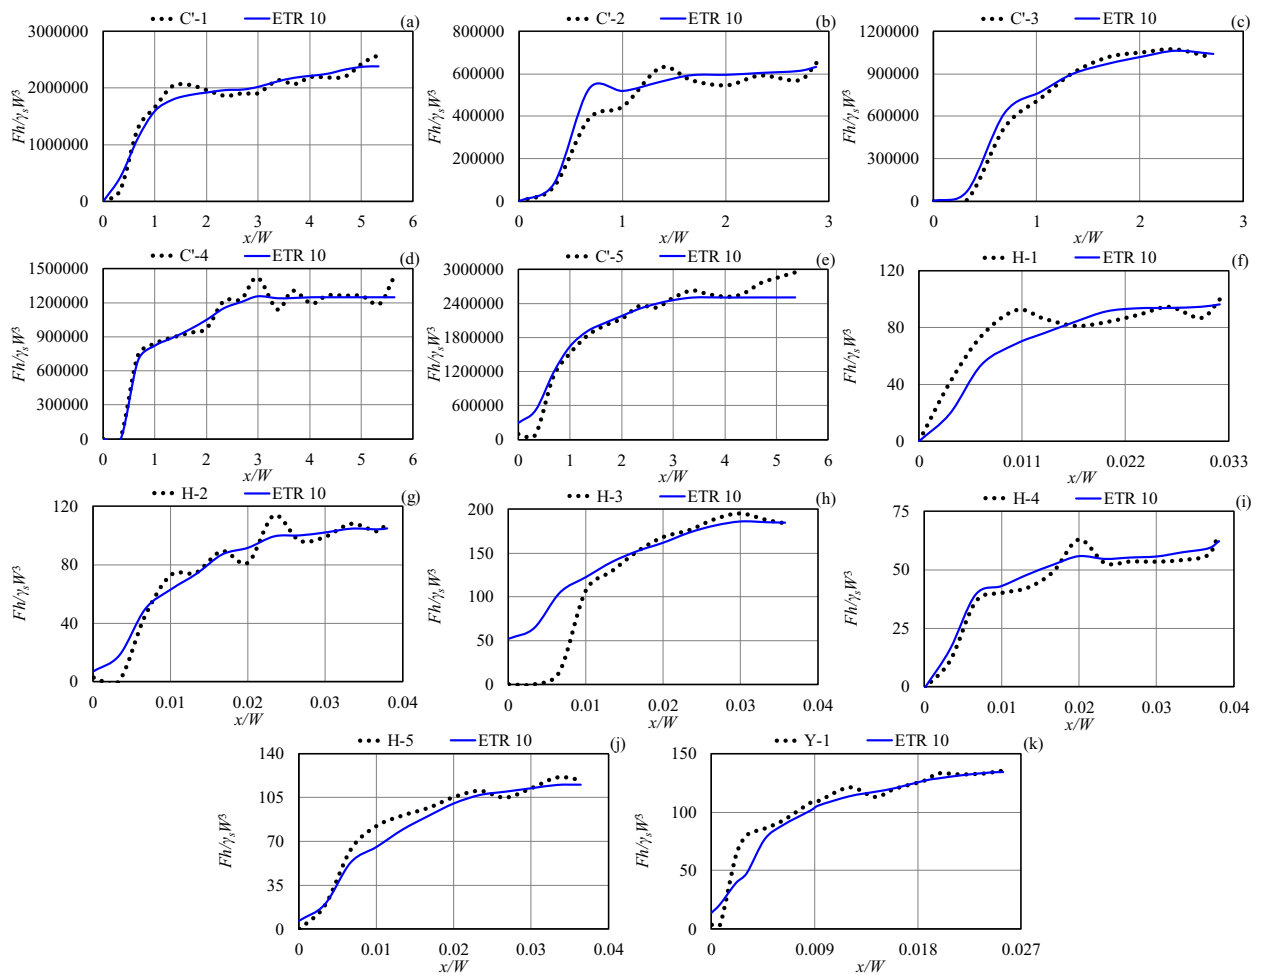 C'-1 ETR 10 (a)
3000000
2000000
1000000
0
Fh/γsW³
0 1 2 3 4 5 6
x/W
C'-2 ETR 10 (b)
800000
600000
400000
200000
0
Fh/γsW³
0 1 2 3
x/W
C'-3 ETR 10 (c)
1200000
900000
600000
300000
0
Fh/γsW³
0 1 2 3
x/W
C'-4 ETR 10 (d)
1500000
1200000
900000
600000
300000
0
Fh/γsW³
0 1 2 3 4 5 6
x/W
C'-5 ETR 10 (e)
3000000
2400000
1800000
1200000
600000
0
Fh/γsW³
0 1 2 3 4 5 6
x/W
H-1 ETR 10 (f)
120
80
40
0
Fh/γsW³
0 0.011 0.022 0.033
x/W
H-2 ETR 10 (g)
120
80
40
0
Fh/γsW³
0 0.01 0.02 0.03 0.04
x/W
H-3 ETR 10 (h)
200
150
100
50
0
Fh/γsW³
0 0.01 0.02 0.03 0.04
x/W
H-4 ETR 10 (i)
75
50
25
0
Fh/γsW³
0 0.01 0.02 0.03 0.04
x/W
H-5 ETR 10 (j)
140
105
70
35
0
Fh/γsW³
0 0.01 0.02 0.03 0.04
x/W
Y-1 ETR 10 (k)
150
100
50
0
Fh/γsW³
0 0.009 0.018 0.027
x/W